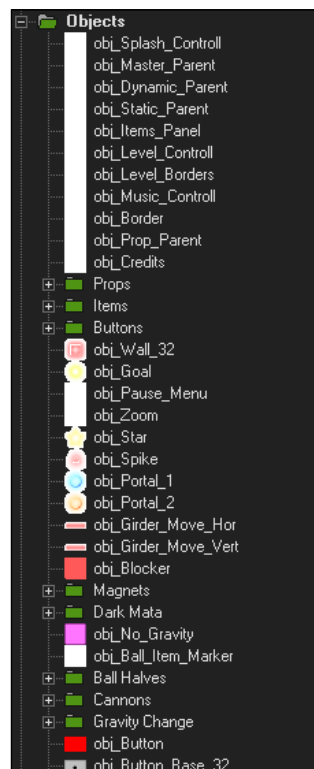 Objects
obj_Splash_Controll
obj_Master_Parent
obj_Dynamic_Parent
obj_Static_Parent
obj_Items_Panel
obj_Level_Controll
obj_Level_Borders
obj_Music_Controll
obj_Border
obj_Prop_Parent
obj_Credits
Props
Items
Buttons
obj_Wall_32
obj_Goal
obj_Pause_Menu
obj_Zoom
obj_Star
obj_Spike
obj_Portal_1
obj_Portal_2
obj_Girder_Move_Hor
obj_Girder_Move_Vert
obj_Blocker
Magnets
Dark Mata
obj_No_Gravity
obj_Ball_Item_Marker
Ball Halves
Cannons
Gravity Change
obj_Button
obj_Button_Base_32